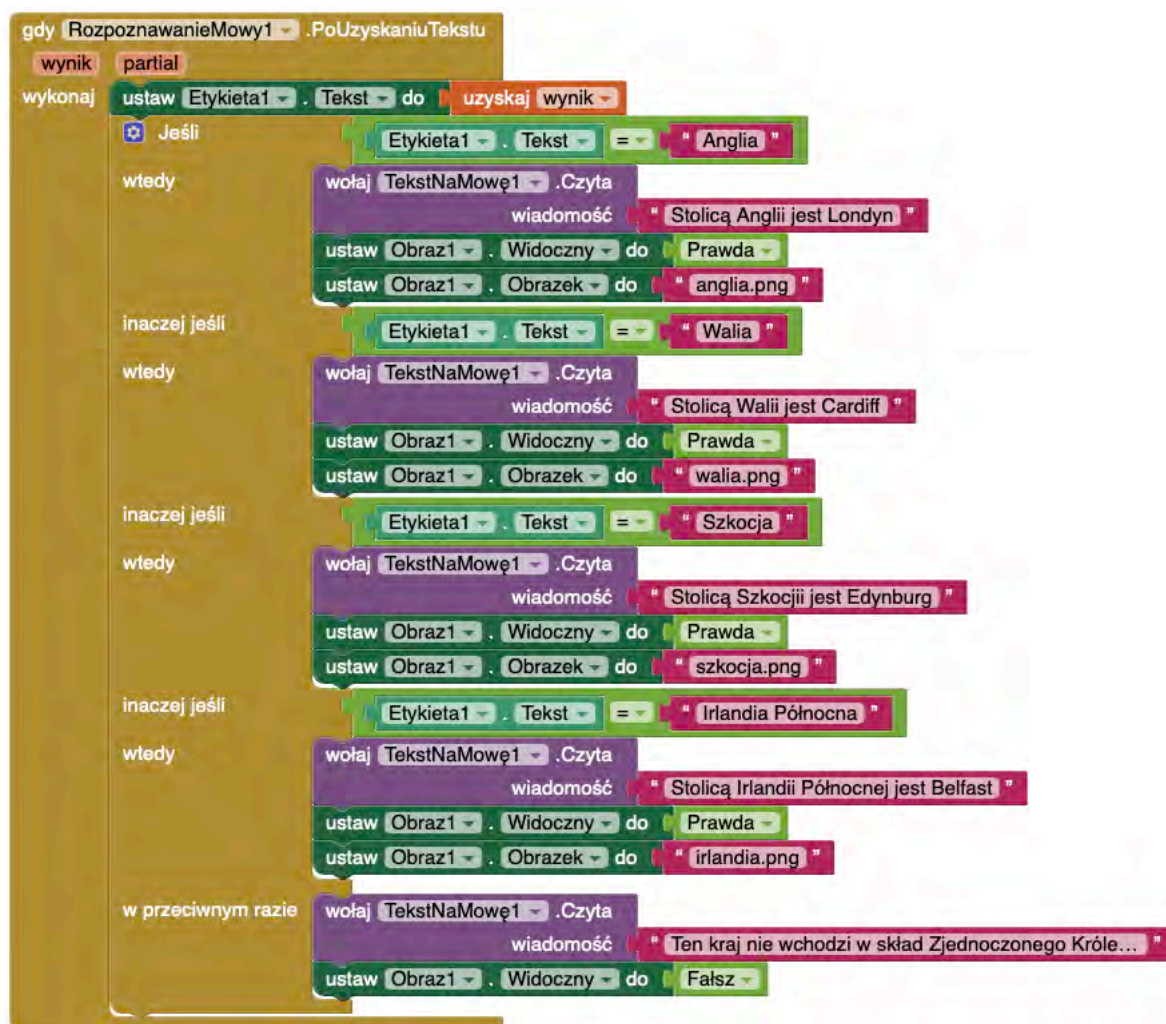 gdy RozpoznawanieMowy1 .PoUzyskaniuTekstu
wynik partial
wykonaj ustaw Etykieta1 . Tekst do uzyskaj wynik
Jeśli Etykieta1 . Tekst = " Anglia "
wtedy wołaj TekstNaMowę1 .Czyta
wiadomość " Stolicą Anglii jest Londyn "
ustaw Obraz1 . Widoczny do Prawda
ustaw Obraz1 . Obrazek do " anglia.png "
inaczej jeśli Etykieta1 . Tekst = " Walia "
wtedy wołaj TekstNaMowę1 .Czyta
wiadomość " Stolicą Walii jest Cardiff "
ustaw Obraz1 . Widoczny do Prawda
ustaw Obraz1 . Obrazek do " walia.png "
inaczej jeśli Etykieta1 . Tekst = " Szkocja "
wtedy wołaj TekstNaMowę1 .Czyta
wiadomość " Stolicą Szkocjii jest Edynburg "
ustaw Obraz1 . Widoczny do Prawda
ustaw Obraz1 . Obrazek do " szkocja.png "
inaczej jeśli Etykieta1 . Tekst = " Irlandia Północna "
wtedy wołaj TekstNaMowę1 .Czyta
wiadomość " Stolicą Irlandii Północnej jest Belfast "
ustaw Obraz1 . Widoczny do Prawda
ustaw Obraz1 . Obrazek do " irlandia.png "
w przeciwnym razie wołaj TekstNaMowę1 .Czyta
wiadomość " Ten kraj nie wchodzi w skład Zjednoczonego Króle... "
ustaw Obraz1 . Widoczny do Fałsz